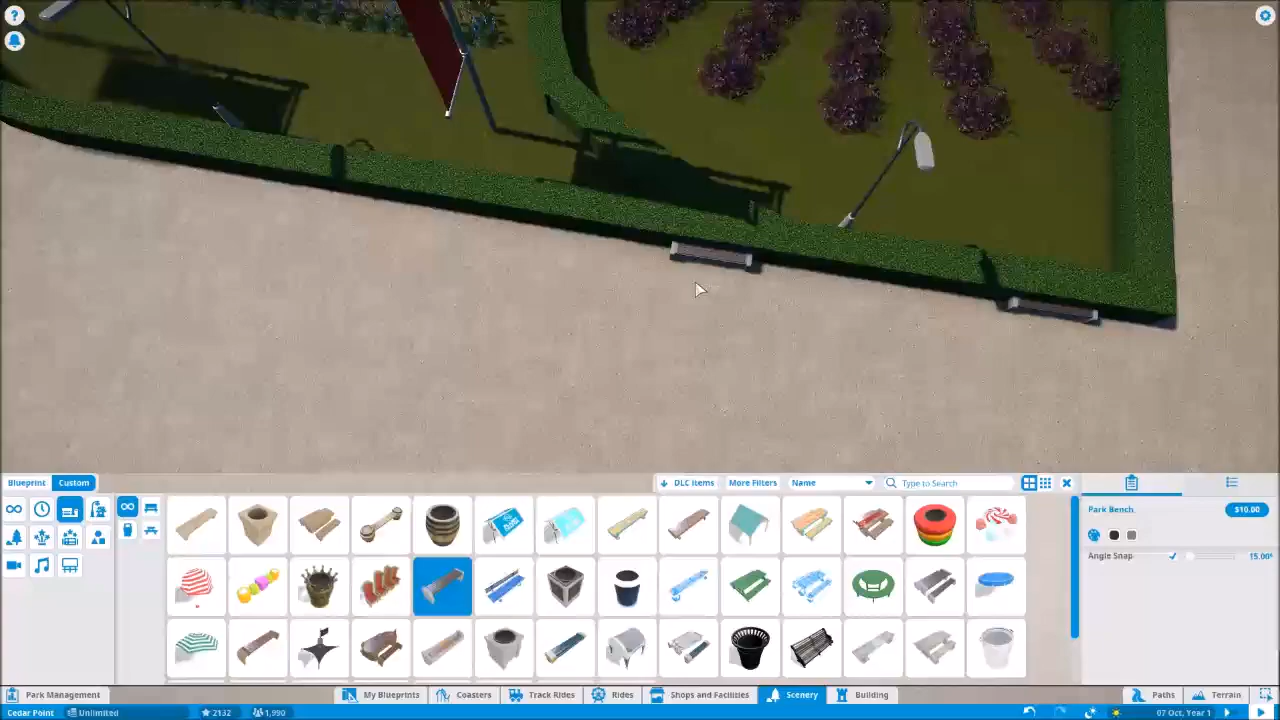 ?
Blueprint Custom
DLC Items More Filters Name Type to Search
Park Bench $10.00
Angle Snap 15.00°
Park Management My Blueprints Coasters Track Rides Rides Shops and Facilities Scenery Building Paths Terrain
Cedar Point Unlimited 2132 1,990 07 Oct, Year 1